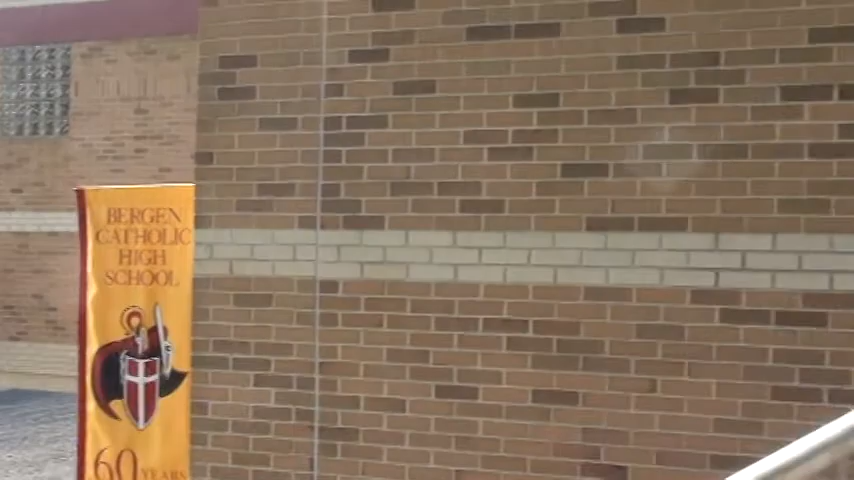 BERGEN
CATHOLIC
HIGH
SCHOOL
60 YEARS